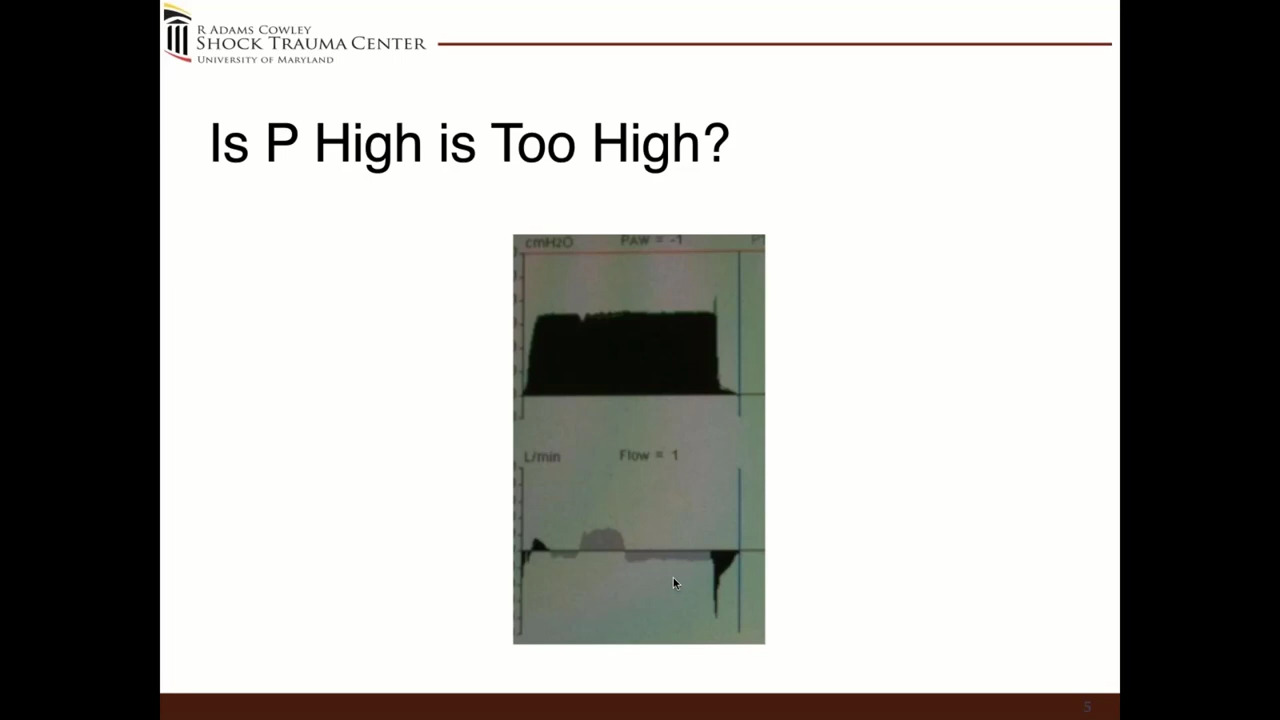 R ADAMS COWLEY
SHOCK TRAUMA CENTER
UNIVERSITY OF MARYLAND
Is P High is Too High?
cmH2O PAW = -1
L/min Flow = 1
5